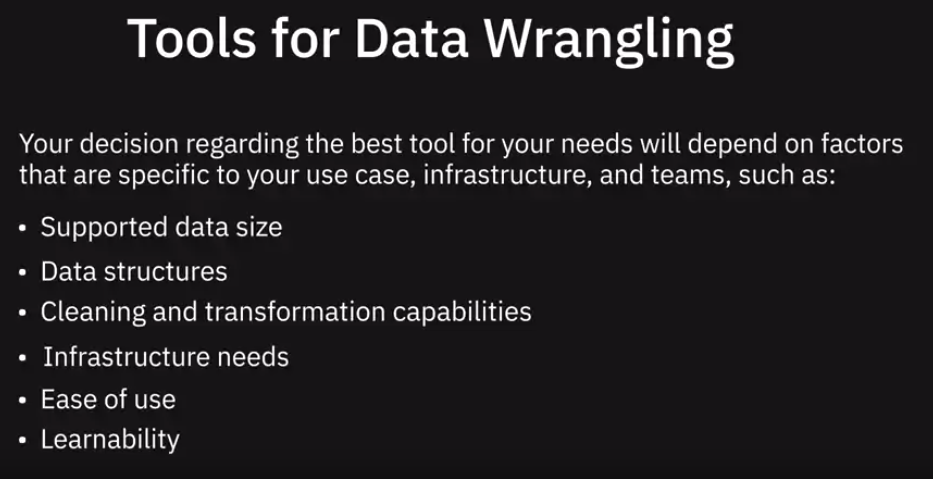 Tools for Data Wrangling
Your decision regarding the best tool for your needs will depend on factors
that are specific to your use case, infrastructure, and teams, such as:
• Supported data size
• Data structures
• Cleaning and transformation capabilities
• Infrastructure needs
• Ease of use
• Learnability